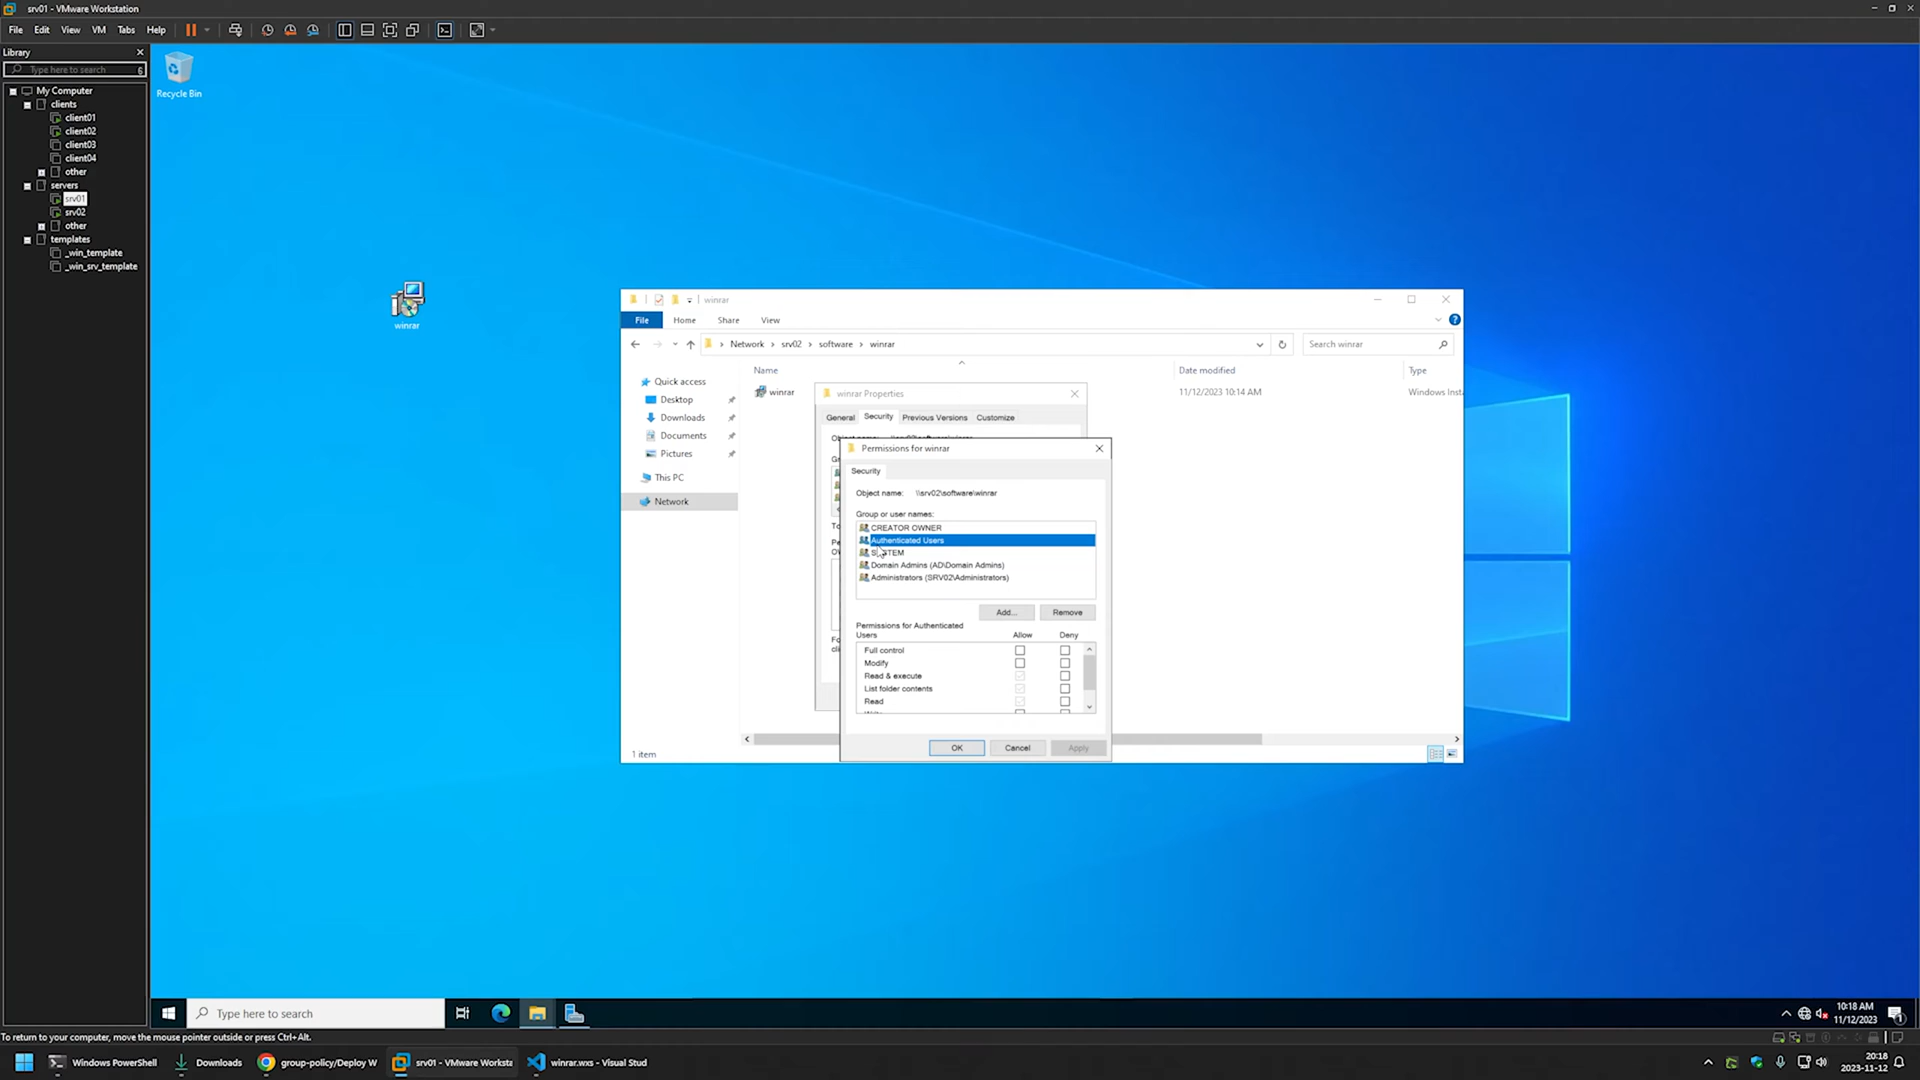 srv01 - VMware Workstation
File Edit View VM Tabs Help
Library
Type here to search
My Computer
clients
client01
client02
client03
client04
other
servers
srv01
srv02
other
templates
_win_template
_win_srv_template
Recycle Bin
winrar
winrar
File Home Share View
Network > srv02 > software > winrar
Search winrar
Name
Date modified
Type
Quick access
Desktop
Downloads
Documents
Pictures
This PC
Network
winrar
11/12/2023 10:14 AM
Windows Inst
1 item
winrar Properties
General Security Previous Versions Customize
Permissions for winrar
Security
Object name: \\srv02\software\winrar
Group or user names:
CREATOR OWNER
Authenticated Users
SYSTEM
Domain Admins (AD\Domain Admins)
Administrators (SRV02\Administrators)
Add... Remove
Permissions for Authenticated
Users Allow Deny
Full control
Modify
Read & execute
List folder contents
Read
OK Cancel Apply
Type here to search
10:18 AM
11/12/2023
To return to your computer, move the mouse pointer outside or press Ctrl+Alt.
Windows PowerShell
Downloads
group-policy/Deploy W
srv01 - VMware Worksta
winrar.wxs - Visual Stud
20:18
2023-11-12